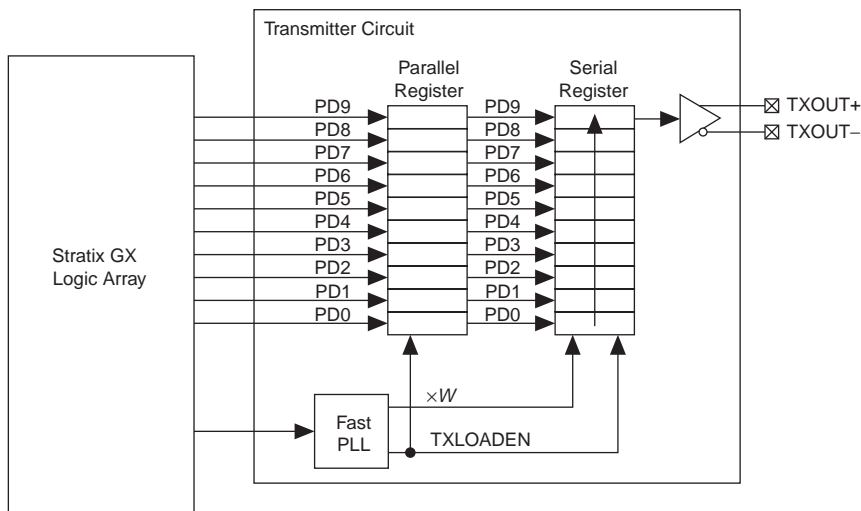 Transmitter Circuit
Parallel
Register
Serial
Register
PD9
PD8
PD7
PD6
PD5
PD4
PD3
PD2
PD1
PD0
PD9
PD8
PD7
PD6
PD5
PD4
PD3
PD2
PD1
PD0
TXOUT+
TXOUT−
Stratix GX
Logic Array
Fast
PLL
×W
TXLOADEN